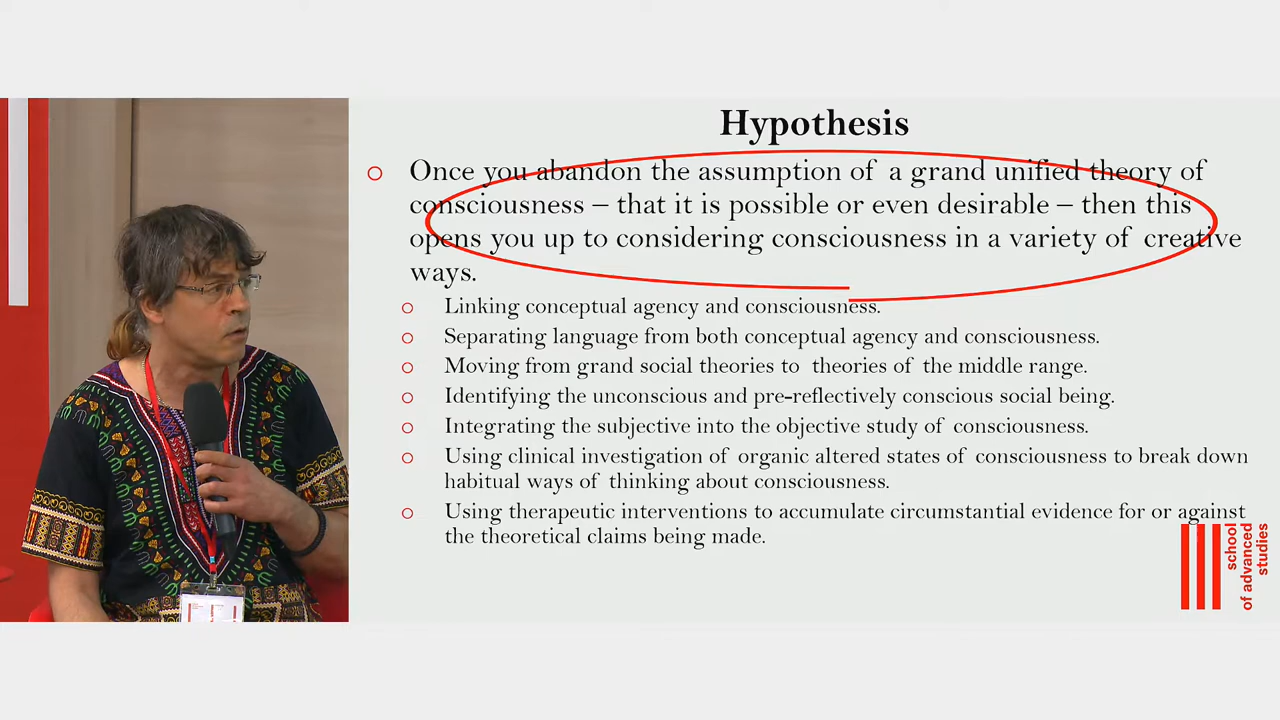 Hypothesis
Once you abandon the assumption of a grand unified theory of
consciousness – that it is possible or even desirable – then this
opens you up to considering consciousness in a variety of creative
ways.
Linking conceptual agency and consciousness.
Separating language from both conceptual agency and consciousness.
Moving from grand social theories to theories of the middle range.
Identifying the unconscious and pre-reflectively conscious social being.
Integrating the subjective into the objective study of consciousness.
Using clinical investigation of organic altered states of consciousness to break down
habitual ways of thinking about consciousness.
Using therapeutic interventions to accumulate circumstantial evidence for or against
the theoretical claims being made.
school
of advanced
studies